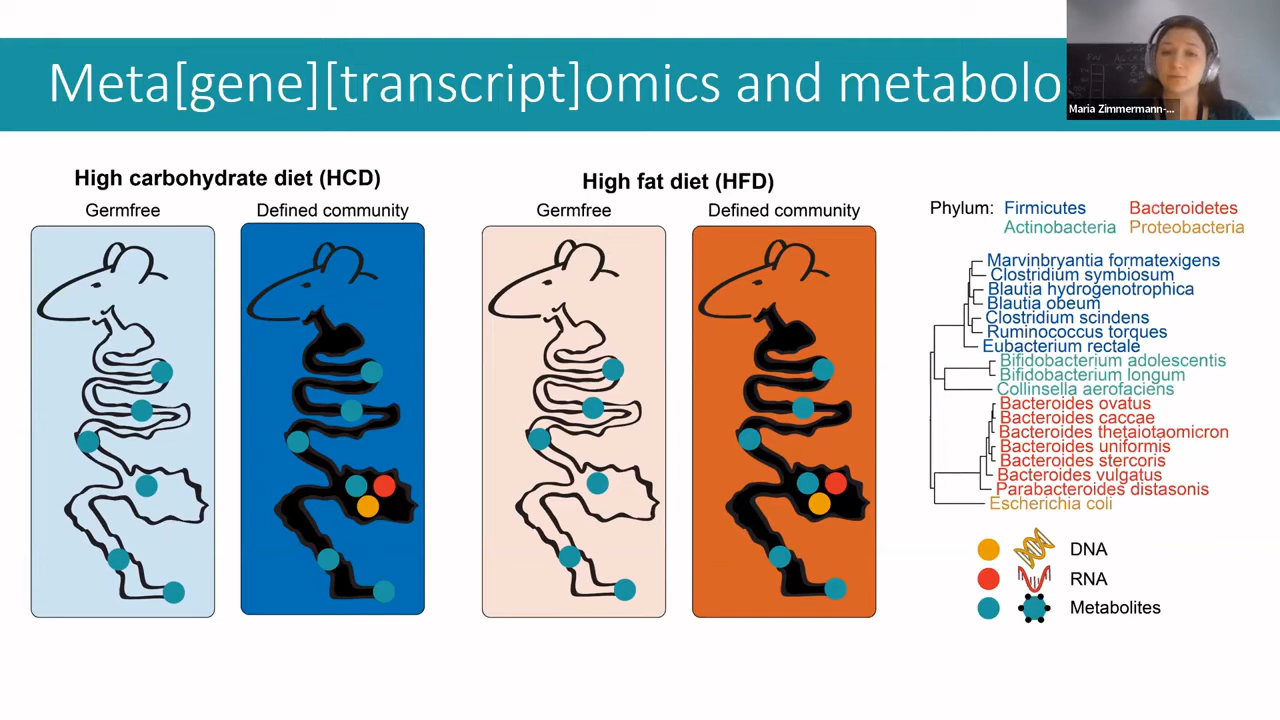 Meta[gene][transcript]omics and metabolo
Maria Zimmermann-...
High carbohydrate diet (HCD)
Germfree
Defined community
High fat diet (HFD)
Germfree
Defined community
Phylum: Firmicutes Bacteroidetes
Actinobacteria Proteobacteria
Marvinbryantia formatexigens
Clostridium symbiosum
Blautia hydrogenotrophica
Blautia obeum
Clostridium scindens
Ruminococcus torques
Eubacterium rectale
Bifidobacterium adolescentis
Bifidobacterium longum
Collinsella aerofaciens
Bacteroides ovatus
Bacteroides caccae
Bacteroides thetaiotaomicron
Bacteroides uniformis
Bacteroides stercoris
Bacteroides vulgatus
Parabacteroides distasonis
Escherichia coli
DNA
RNA
Metabolites